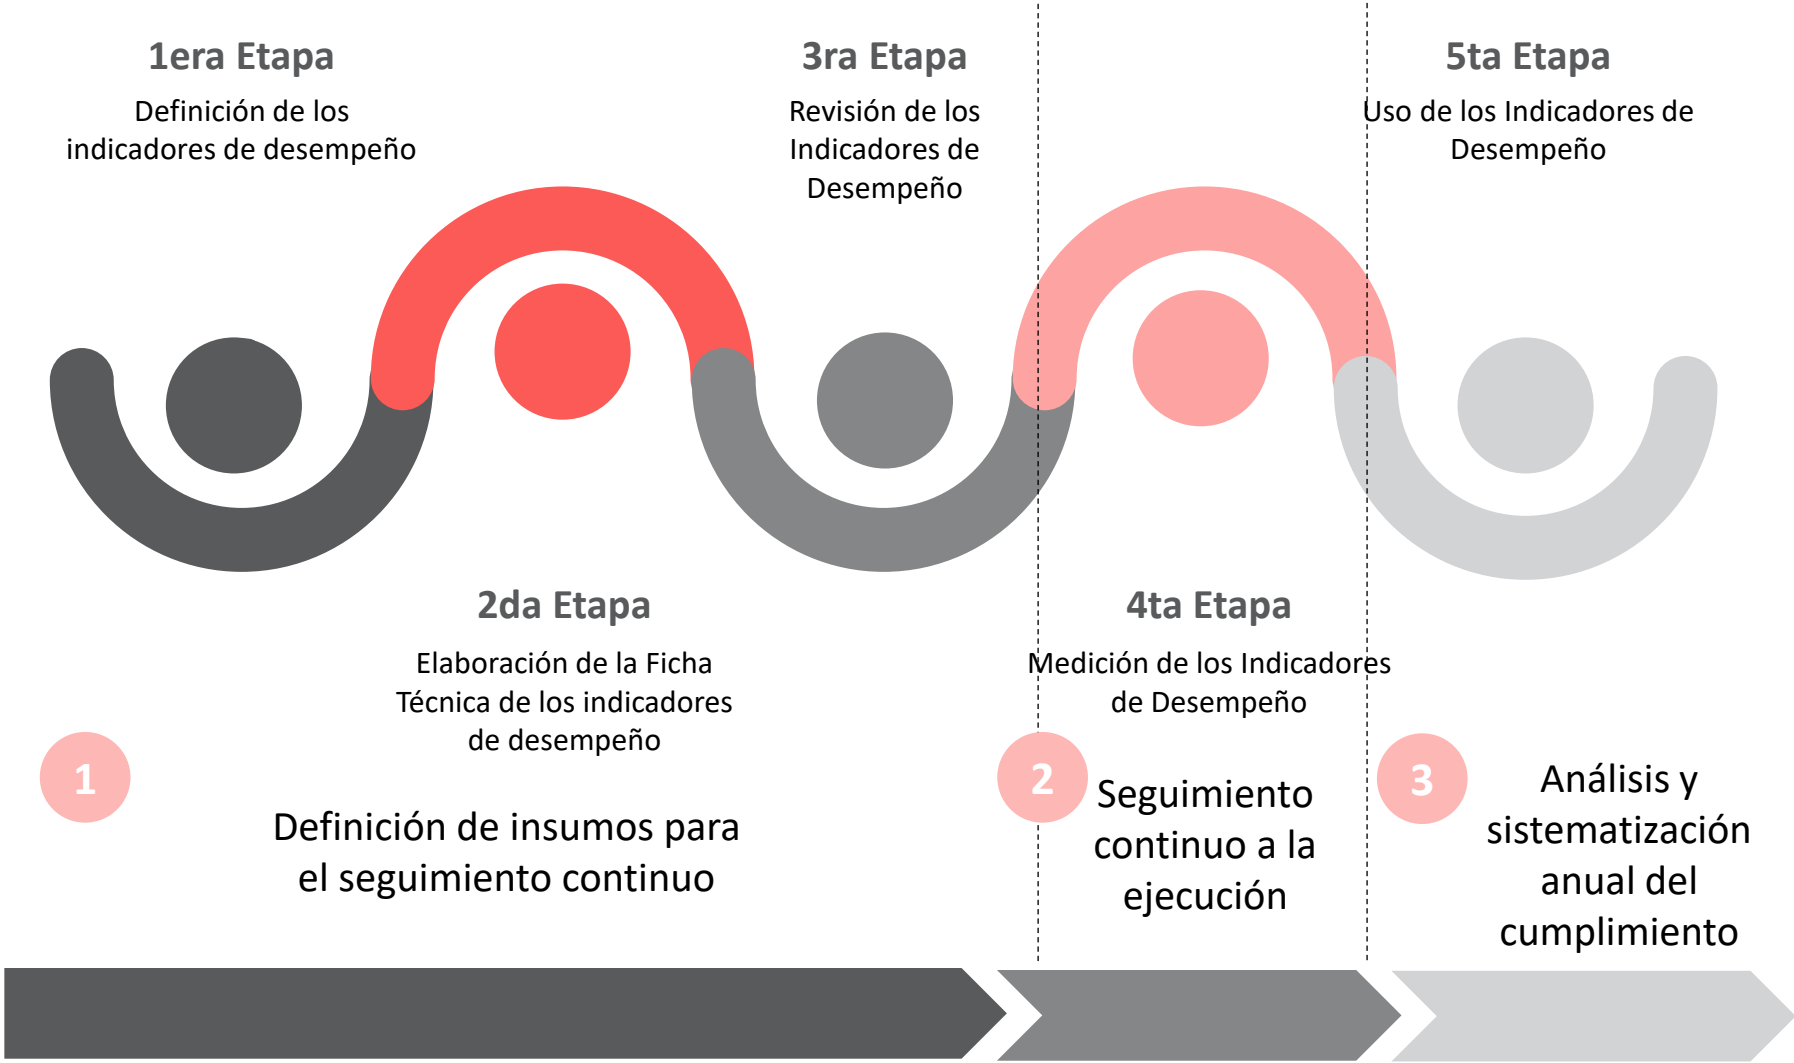 1era Etapa
Definición de los
indicadores de desempeño
3ra Etapa
Revisión de los
Indicadores de
Desempeño
5ta Etapa
Uso de los Indicadores de
Desempeño
2da Etapa
Elaboración de la Ficha
Técnica de los indicadores
de desempeño
4ta Etapa
Medición de los Indicadores
de Desempeño
1
Definición de insumos para
el seguimiento continuo
2
Seguimiento
continuo a la
ejecución
3
Análisis y
sistematización
anual del
cumplimiento